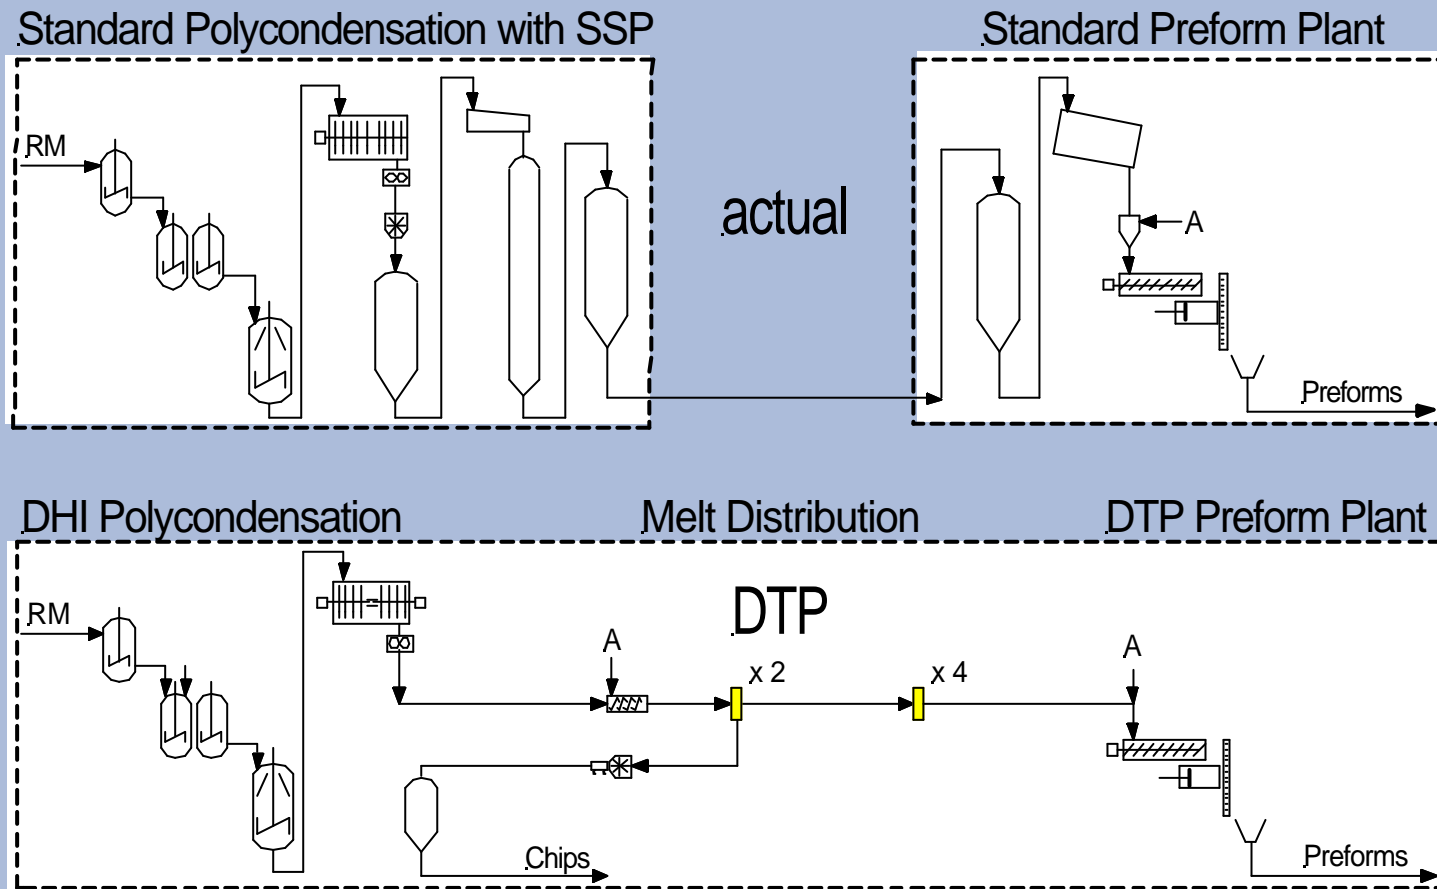 Standard Polycondensation with SSP
Standard Preform Plant
RM
actual
A
Preforms
DHI Polycondensation
Melt Distribution
DTP Preform Plant
DTP
RM
A
x 2
x 4
A
Chips
Preforms